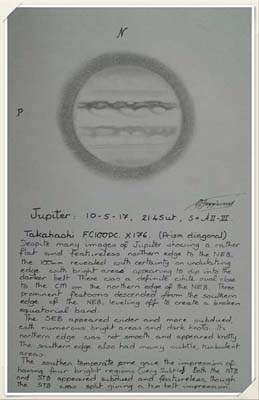 N
P
Jupiter: 10-5-17, 21:45ut, S=AII-III.
Takahashi FC100DC. X176. (Prism diagonal)
Despite many images of Jupiter showing a rather
flat and featureless northern edge to the NEB.
the 100mm revealed with certainty an undulating
edge with bright areas appearing to dip into the
darker belt. There was a definite white oval close
to the CM on the northern edge of the NEB. Three
prominent festoons descended from the southern
edge of the NEB, levelling off to create a broken
equatorial band.
The SEB appeared wider and more subdued,
with numerous bright areas and dark knots. Its
northern edge was not smooth and appeared knotty
The southern edge also had many subtle, turbulent
areas.
The southern temperate zone gave the impression of
having four bright regions (very subtle). Both the NTB
and STB appeared subdued and featureless, though
the STB was split giving a twin belt impression.